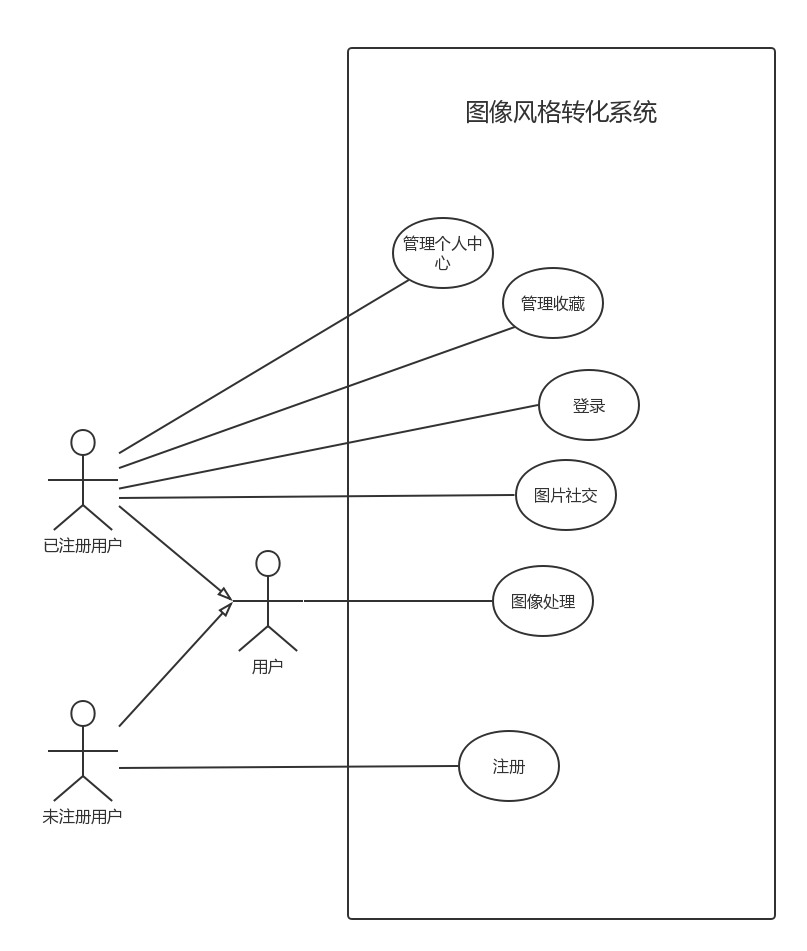 图像风格转化系统
管理个人中
心
管理收藏
登录
图片社交
已注册用户
图像处理
用户
注册
未注册用户